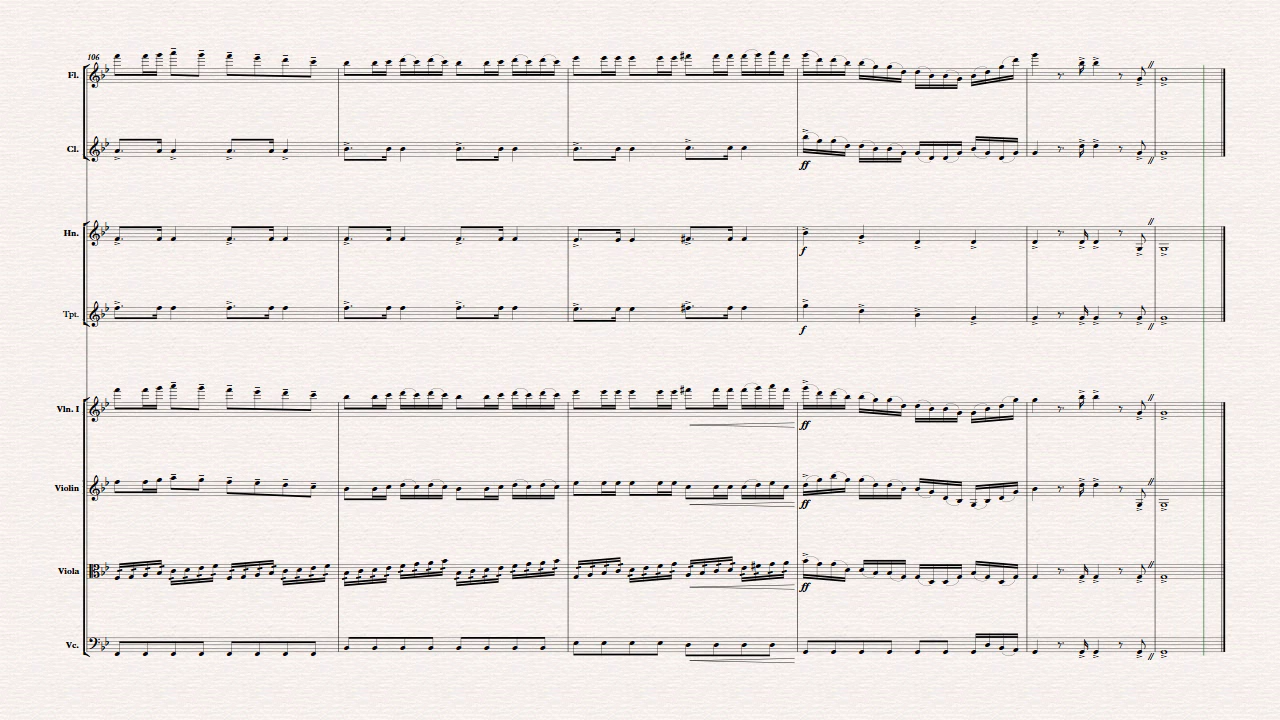 106
Fl.
Cl.
ff
Hn.
f
Tpt.
f
Vln. I
ff
Violin
ff
Viola
ff
Vc.